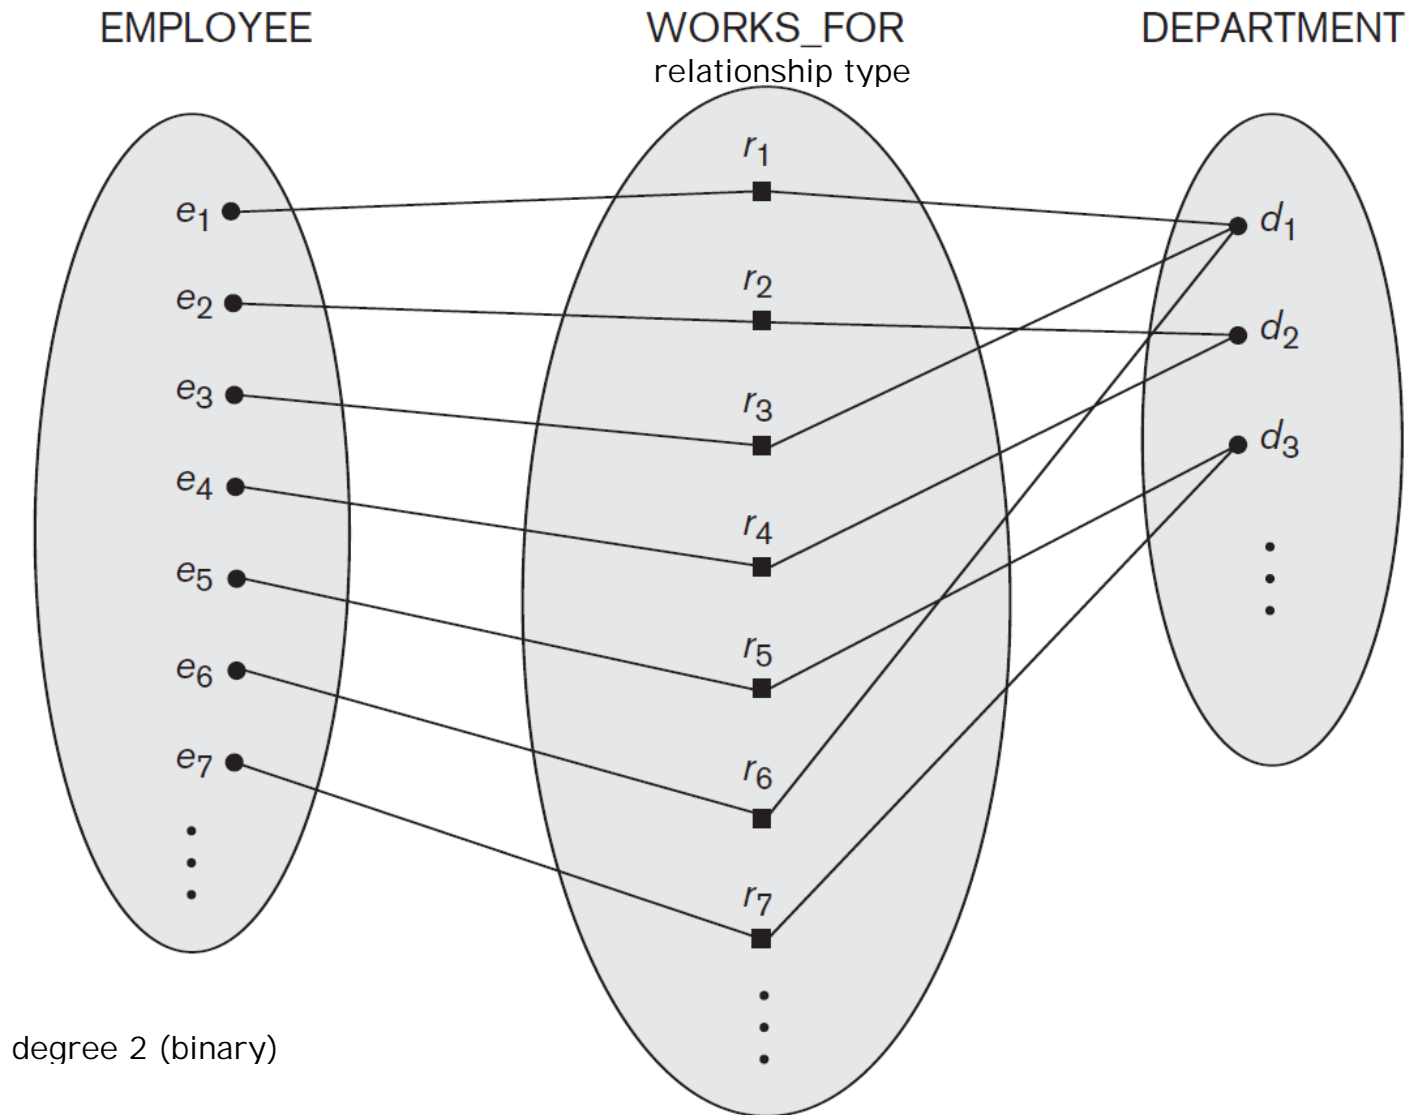 EMPLOYEE WORKS_FOR DEPARTMENT
relationship type
r1
e1 d1
r2
e2 d2
e3 r3
d3
e4 r4
e5
r5
e6
e7 r6
r7
degree 2 (binary)